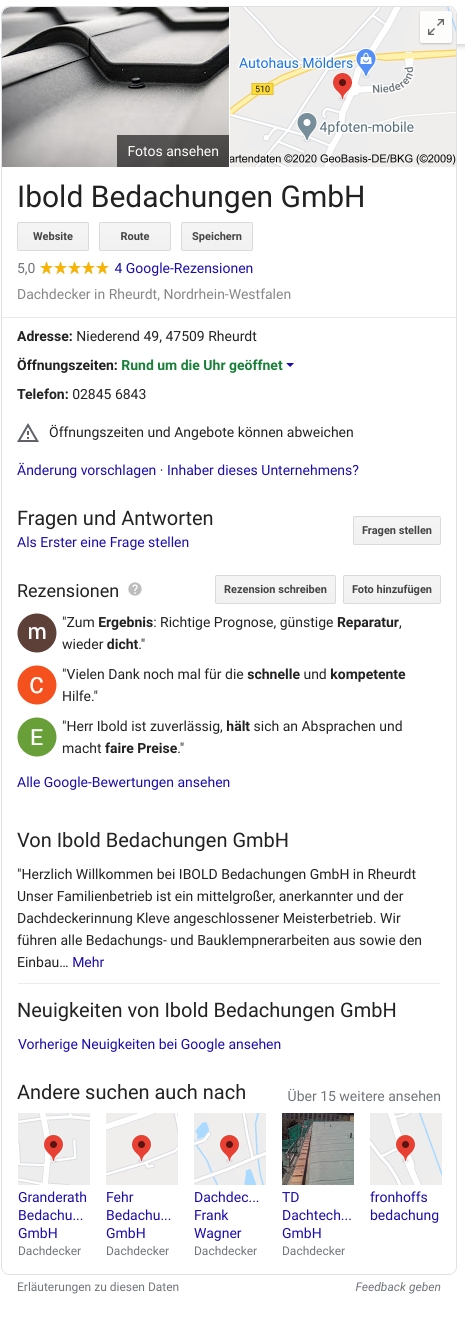 Autohaus Mölders
510
Niederend
4pfoten-mobile
Fotos ansehen
artendaten ©2020 GeoBasis-DE/BKG (©2009)
Ibold Bedachungen GmbH
Website Route Speichern
5,0 ★★★★★ 4 Google-Rezensionen
Dachdecker in Rheurdt, Nordrhein-Westfalen
Adresse: Niederend 49, 47509 Rheurdt
Öffnungszeiten: Rund um die Uhr geöffnet
Telefon: 02845 6843
Öffnungszeiten und Angebote können abweichen
Änderung vorschlagen · Inhaber dieses Unternehmens?
Fragen und Antworten
Fragen stellen
Als Erster eine Frage stellen
Rezensionen ? Rezension schreiben Foto hinzufügen
m "Zum Ergebnis: Richtige Prognose, günstige Reparatur,
wieder dicht."
C "Vielen Dank noch mal für die schnelle und kompetente
Hilfe."
E "Herr Ibold ist zuverlässig, hält sich an Absprachen und
macht faire Preise."
Alle Google-Bewertungen ansehen
Von Ibold Bedachungen GmbH
"Herzlich Willkommen bei IBOLD Bedachungen GmbH in Rheurdt
Unser Familienbetrieb ist ein mittelgroßer, anerkannter und der
Dachdeckerinnung Kleve angeschlossener Meisterbetrieb. Wir
führen alle Bedachungs- und Bauklempnerarbeiten aus sowie den
Einbau… Mehr
Neuigkeiten von Ibold Bedachungen GmbH
Vorherige Neuigkeiten bei Google ansehen
Andere suchen auch nach Über 15 weitere ansehen
Granderath Fehr Dachdec... TD fronhoffs
Bedachu... Bedachu... Frank Dachtech... bedachung
GmbH GmbH Wagner GmbH
Dachdecker Dachdecker Dachdecker Dachdecker
Erläuterungen zu diesen Daten Feedback geben